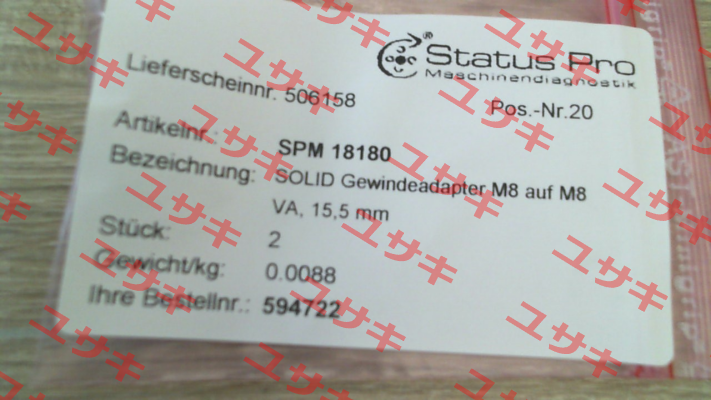 Status Pro
Maschinendiagnostik
Lieferscheinnr. 506158
Pos.-Nr.20
Artikelnr.: SPM 18180
Bezeichnung: SOLID Gewindeadapter M8 auf M8
VA, 15,5 mm
Stück: 2
Gewicht/kg: 0.0088
Ihre Bestellnr.: 594722
ユサキ